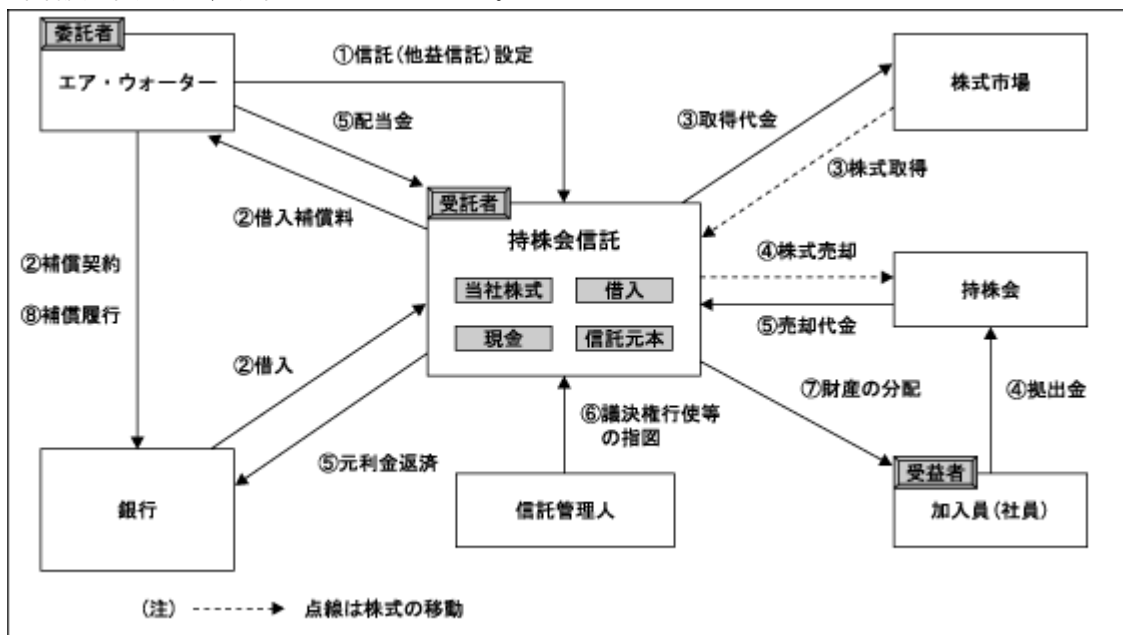 委託者
エア・ウォーター
①信託(他益信託)設定
株式市場
⑤配当金
③取得代金
③株式取得
受託者
②借入補償料
持株会信託
④株式売却
②補償契約
当社株式
借入
持株会
⑧補償履行
⑤売却代金
現金
信託元本
②借入
⑦財産の分配
④拠出金
⑥議決権行使等
の指図
⑤元利金返済
受益者
銀行
信託管理人
加入員(社員)
(注)
点線は株式の移動